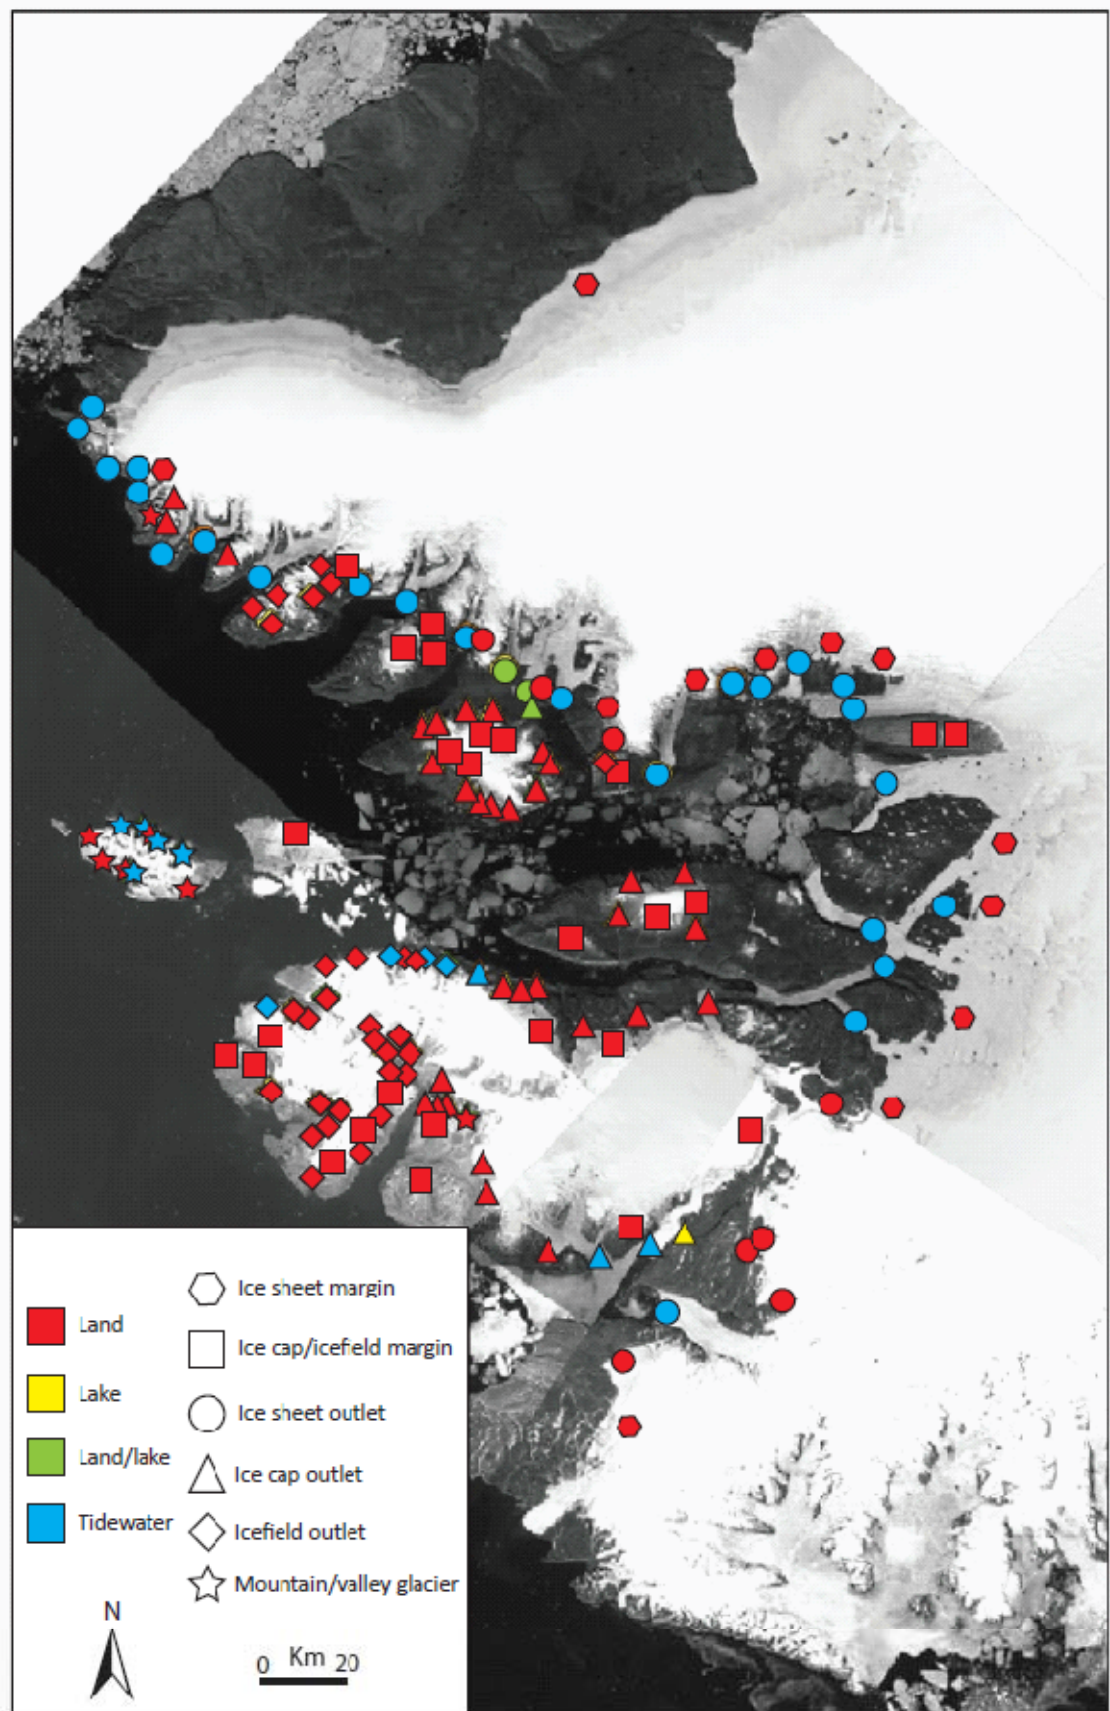 Land
Lake
Land/lake
Tidewater
Ice sheet margin
Ice cap/icefield margin
Ice sheet outlet
Ice cap outlet
Icefield outlet
Mountain/valley glacier
N
0 Km 20